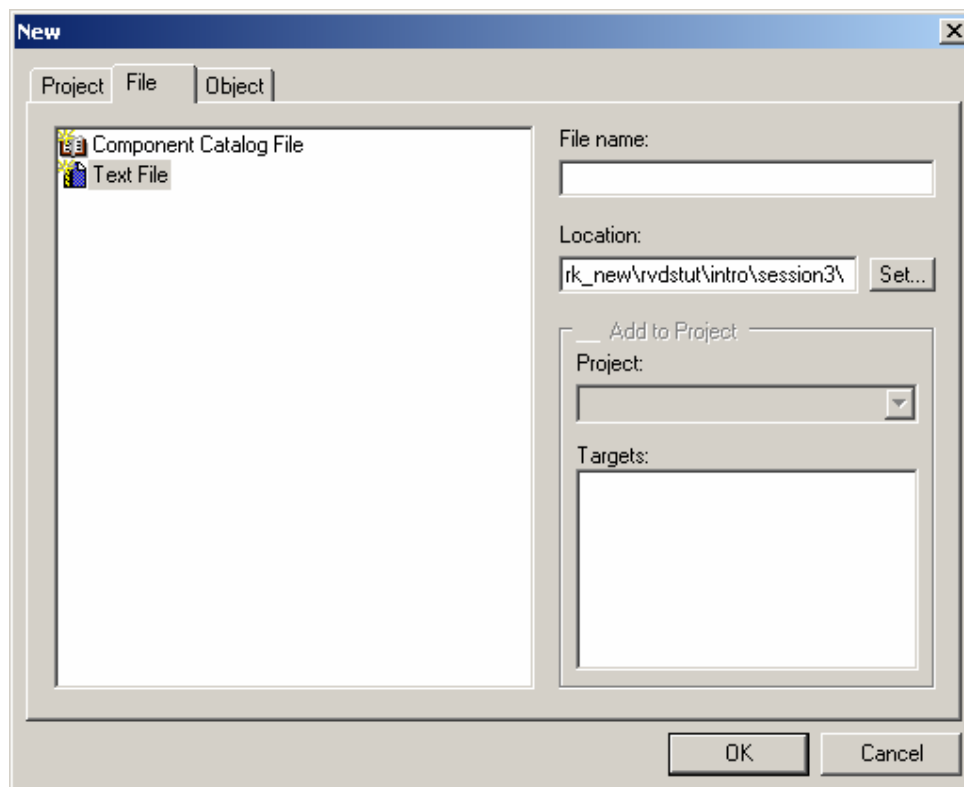 New
Project File Object
Component Catalog File
Text File
File name:
Location:
rk_new\rvdstut\intro\session3\ Set...
Add to Project
Project:
Targets:
OK Cancel